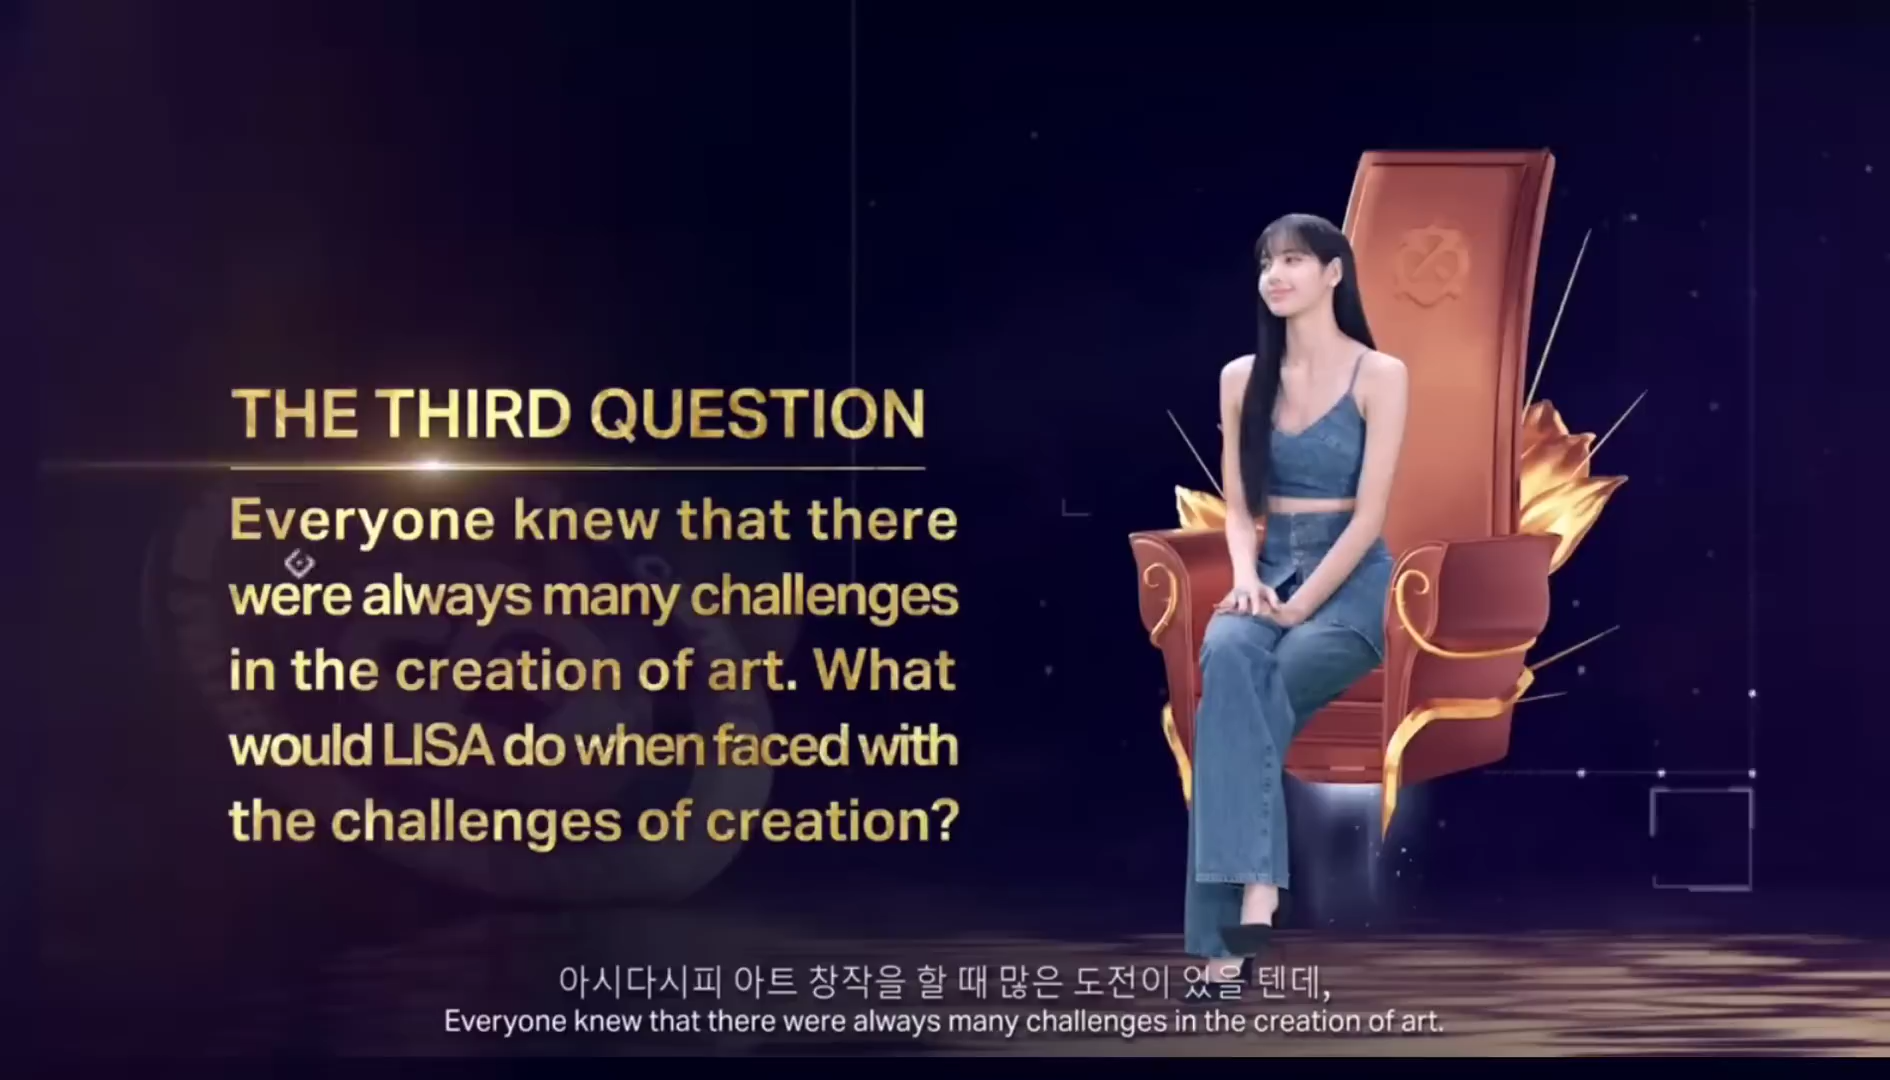 THE THIRD QUESTION
Everyone knew that there
were always many challenges
in the creation of art. What
would LISA do when faced with
the challenges of creation?
아시다시피 아트 창작을 할 때 많은 도전이 있을 텐데,
Everyone knew that there were always many challenges in the creation of art.